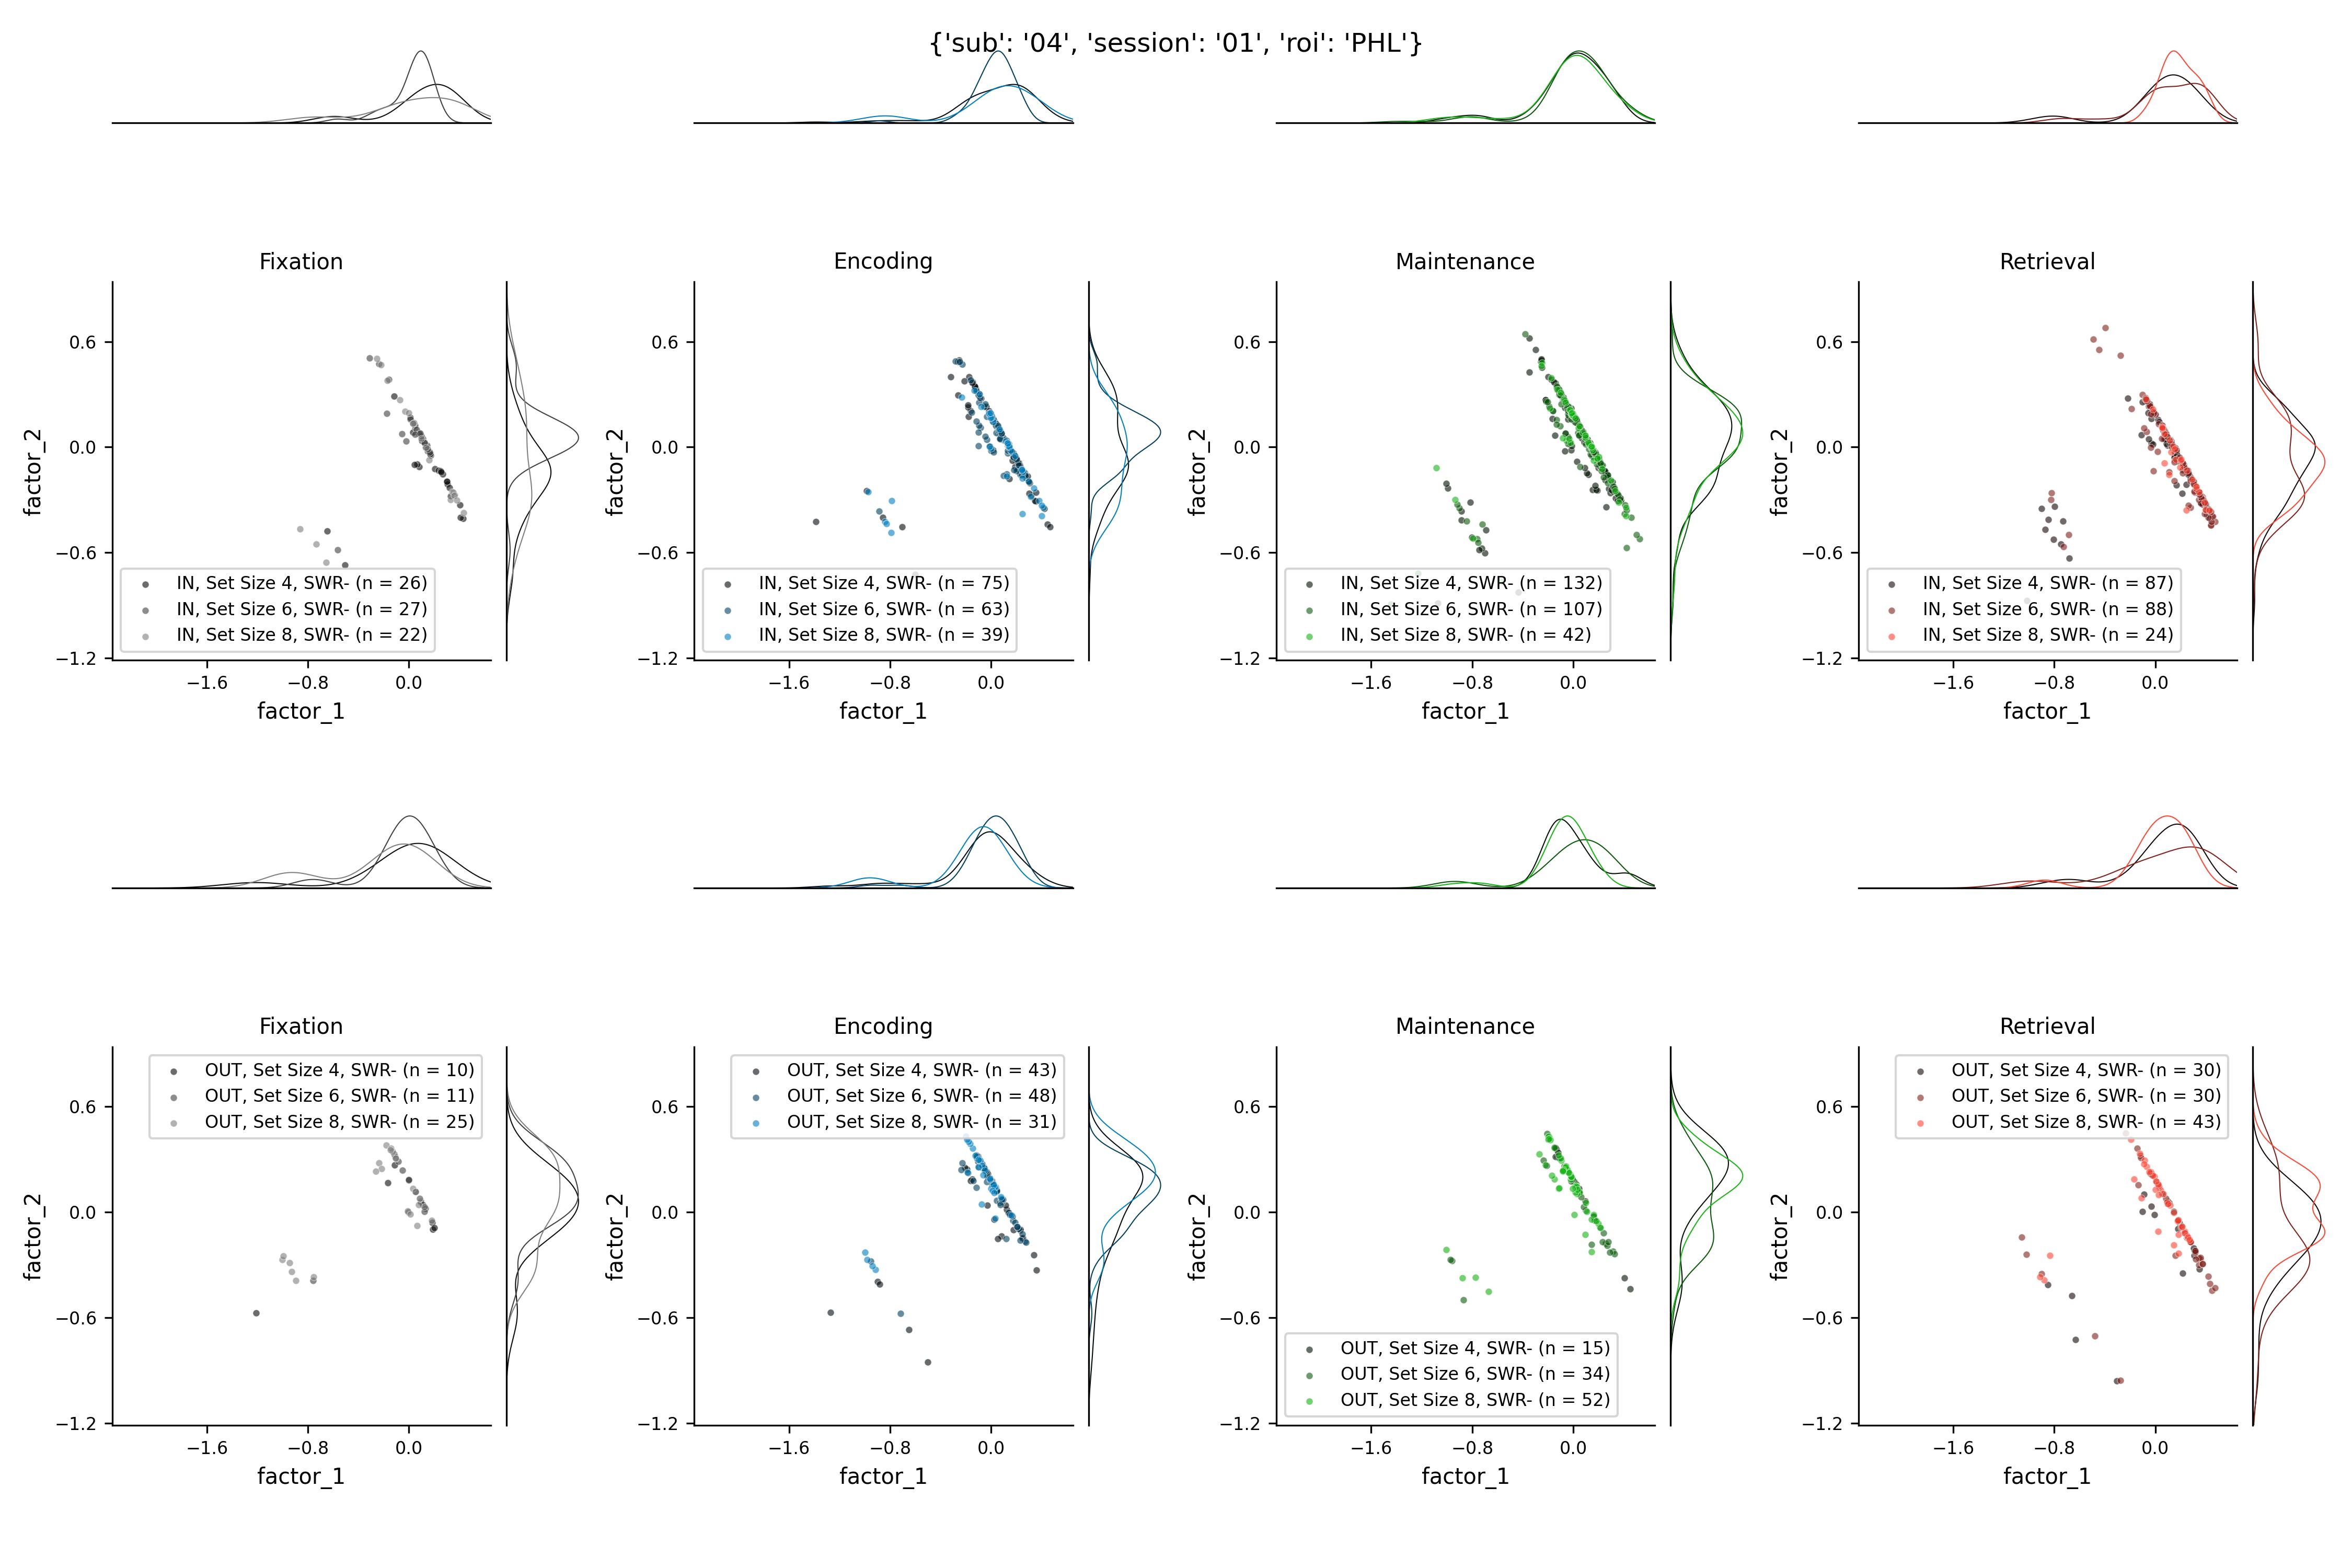 {'sub': '04', 'session': '01', 'roi': 'PHL'}
Fixation
factor_2
0.6
0.0
−0.6
−1.2
IN, Set Size 4, SWR- (n = 26)
IN, Set Size 6, SWR- (n = 27)
IN, Set Size 8, SWR- (n = 22)
−1.6 −0.8 0.0
factor_1
Encoding
factor_2
0.6
0.0
−0.6
−1.2
IN, Set Size 4, SWR- (n = 75)
IN, Set Size 6, SWR- (n = 63)
IN, Set Size 8, SWR- (n = 39)
−1.6 −0.8 0.0
factor_1
Maintenance
factor_2
0.6
0.0
−0.6
−1.2
IN, Set Size 4, SWR- (n = 132)
IN, Set Size 6, SWR- (n = 107)
IN, Set Size 8, SWR- (n = 42)
−1.6 −0.8 0.0
factor_1
Retrieval
factor_2
0.6
0.0
−0.6
−1.2
IN, Set Size 4, SWR- (n = 87)
IN, Set Size 6, SWR- (n = 88)
IN, Set Size 8, SWR- (n = 24)
−1.6 −0.8 0.0
factor_1
Fixation
factor_2
0.6
0.0
−0.6
−1.2
OUT, Set Size 4, SWR- (n = 10)
OUT, Set Size 6, SWR- (n = 11)
OUT, Set Size 8, SWR- (n = 25)
−1.6 −0.8 0.0
factor_1
Encoding
factor_2
0.6
0.0
−0.6
−1.2
OUT, Set Size 4, SWR- (n = 43)
OUT, Set Size 6, SWR- (n = 48)
OUT, Set Size 8, SWR- (n = 31)
−1.6 −0.8 0.0
factor_1
Maintenance
factor_2
0.6
0.0
−0.6
−1.2
OUT, Set Size 4, SWR- (n = 15)
OUT, Set Size 6, SWR- (n = 34)
OUT, Set Size 8, SWR- (n = 52)
−1.6 −0.8 0.0
factor_1
Retrieval
factor_2
0.6
0.0
−0.6
−1.2
OUT, Set Size 4, SWR- (n = 30)
OUT, Set Size 6, SWR- (n = 30)
OUT, Set Size 8, SWR- (n = 43)
−1.6 −0.8 0.0
factor_1